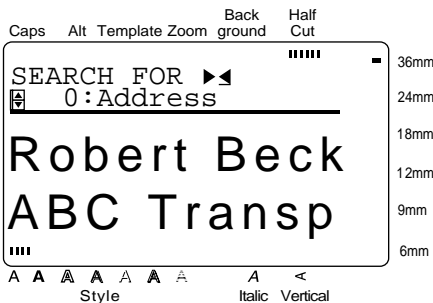 Back Half
Caps Alt Template Zoom ground Cut
36mm
SEARCH FOR ▶◀
0:Address
24mm
18mm
Robert Beck
12mm
ABC Transp
9mm
6mm
A A A A A A A A A
Style Italic Vertical